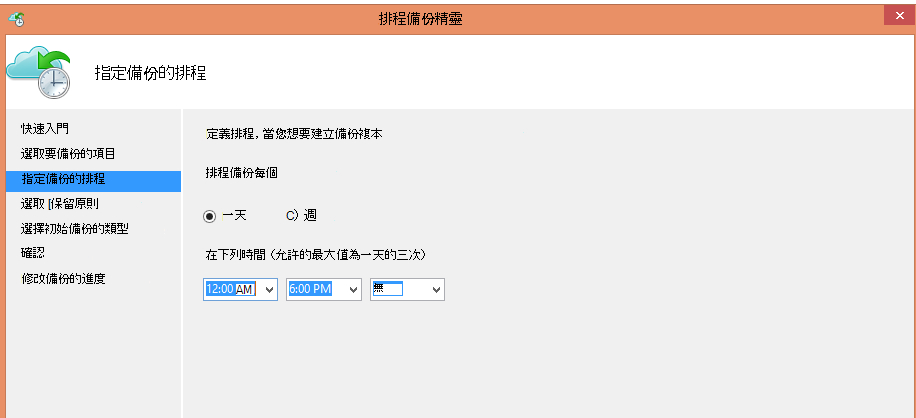 排程備份精靈
指定備份的排程
快速入門
選取要備份的項目
指定備份的排程
選取 [保留原則
選擇初始備份的類型
確認
修改備份的進度
定義排程, 當您想要建立備份複本
排程備份每個
一天 C) 週
在下列時間 (允許的最大值為一天的三次)
12:00 AM 6:00 PM 無